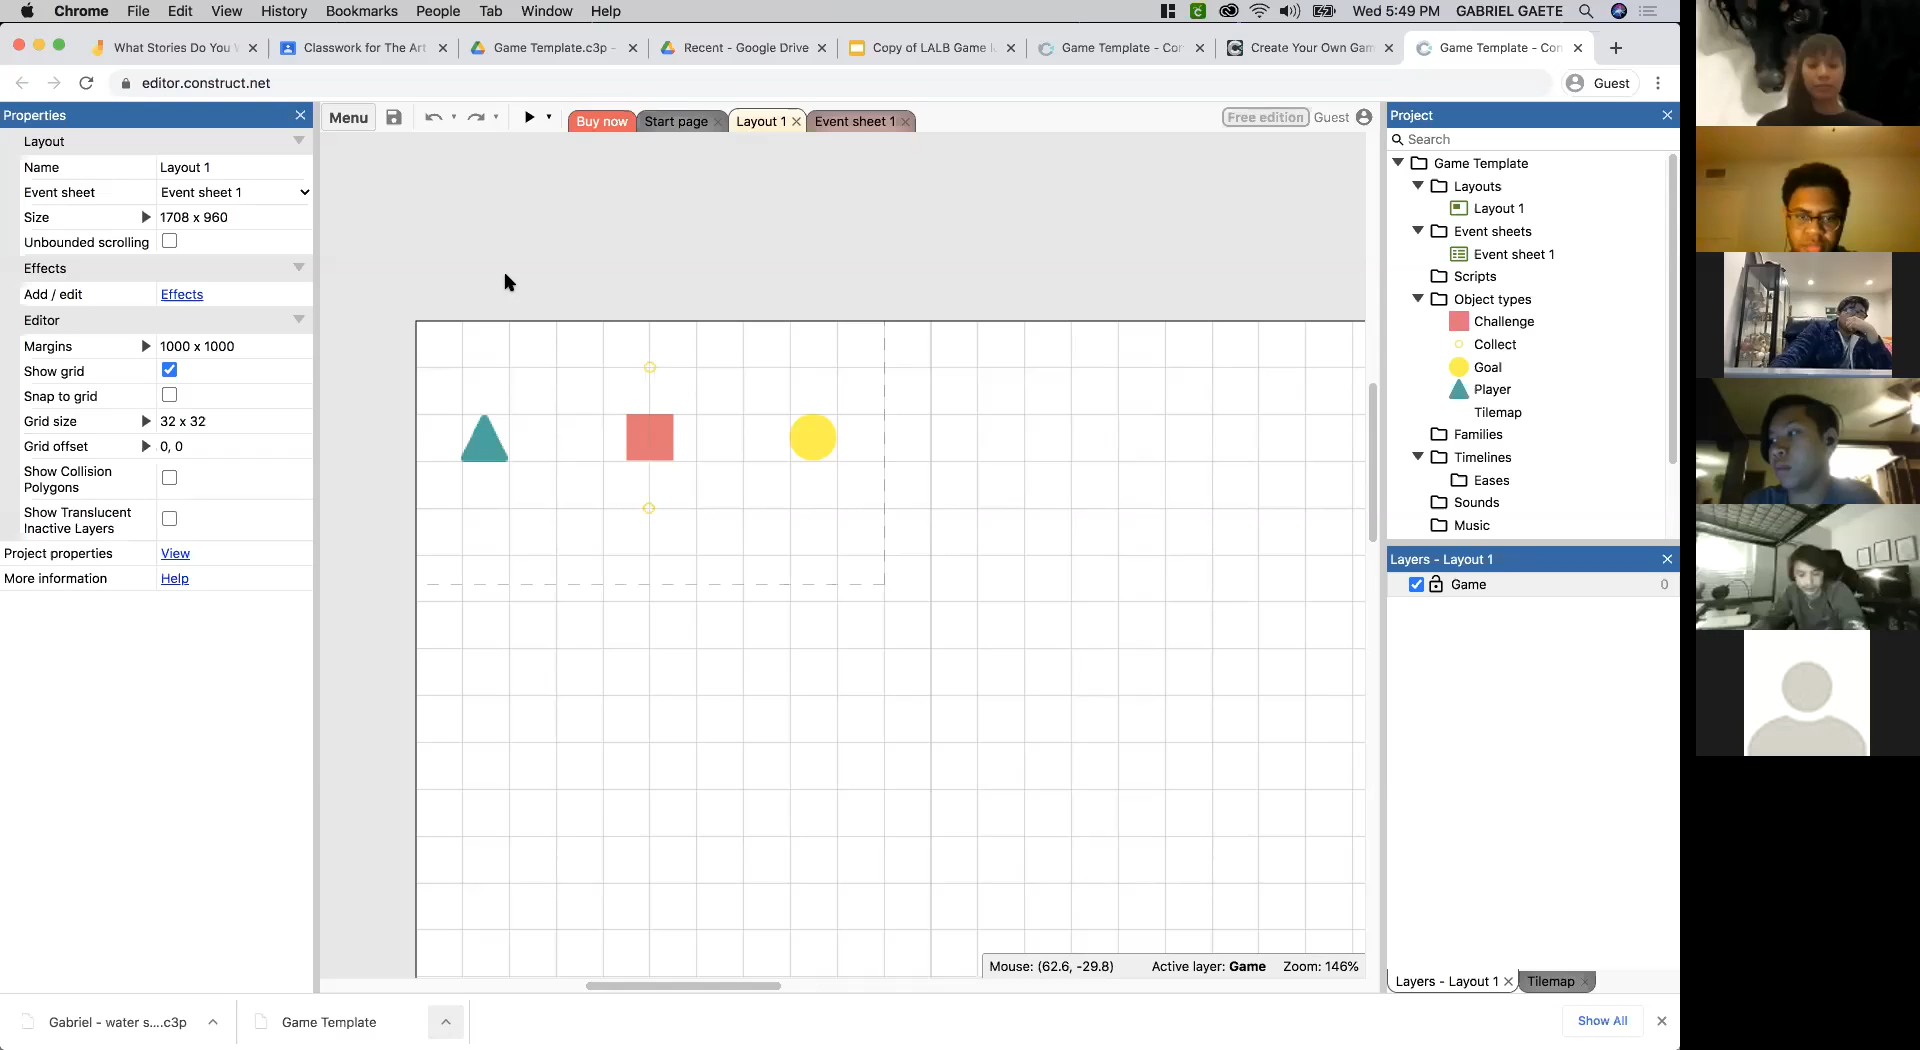 Chrome File Edit View History Bookmarks People Tab Window Help Wed 5:49 PM GABRIEL GAETE
What Stories Do You Classwork for The Art Game Template.c3p - Recent - Google Drive Copy of LALB Game Game Template - Con Create Your Own Gam Game Template - Con
editor.construct.net Guest
Properties
Layout
Name Layout 1
Event sheet Event sheet 1
Size 1708 x 960
Unbounded scrolling
Effects
Add / edit Effects
Editor
Margins 1000 x 1000
Show grid
Snap to grid
Grid size 32 x 32
Grid offset 0, 0
Show Collision
Polygons
Show Translucent
Inactive Layers
Project properties View
More information Help
Menu Buy now Start page Layout 1 Event sheet 1 Free edition Guest
Mouse: (62.6, -29.8) Active layer: Game Zoom: 146%
Project
Search
Game Template
Layouts
Layout 1
Event sheets
Event sheet 1
Scripts
Object types
Challenge
Collect
Goal
Player
Tilemap
Families
Timelines
Eases
Sounds
Music
Layers - Layout 1
Game 0
Layers - Layout 1 Tilemap
Gabriel - water s....c3p Game Template Show All